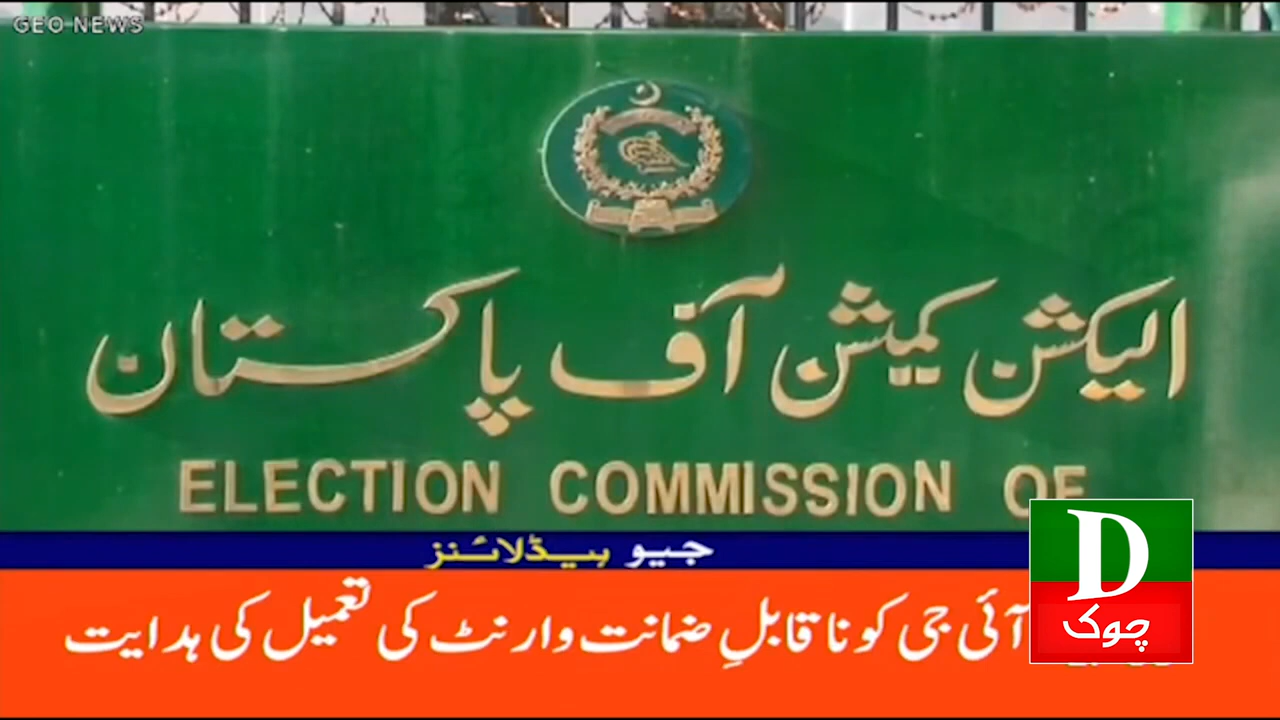 GEO NEWS
الیکشن کمیشن آف پاکستان
ELECTION COMMISSION OF
جیو ہیڈلائنز
آئی جی کو ناقابلِ ضمانت وارنٹ کی تعمیل کی ہدایت
D
چوک